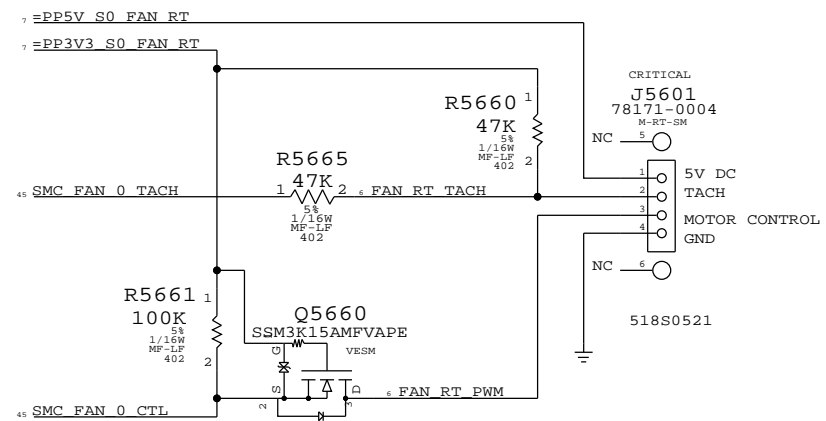 7 =PP5V_S0_FAN_RT
7 =PP3V3_S0_FAN_RT
CRITICAL
J5601
78171-0004
M-RT-SM
NC 5
R5660 1
47K
5%
1/16W
MF-LF
402
2
R5665
1 47K 2
5%
1/16W
MF-LF
402
45 SMC_FAN_0_TACH
6 FAN_RT_TACH
1 5V DC
2 TACH
3 MOTOR CONTROL
4 GND
NC 6
518S0521
R5661 1
100K
5%
1/16W
MF-LF
402
2
Q5660
SSM3K15AMFVAPE
VESM
1
G
S
D
2
3
6 FAN_RT_PWM
45 SMC_FAN_0_CTL